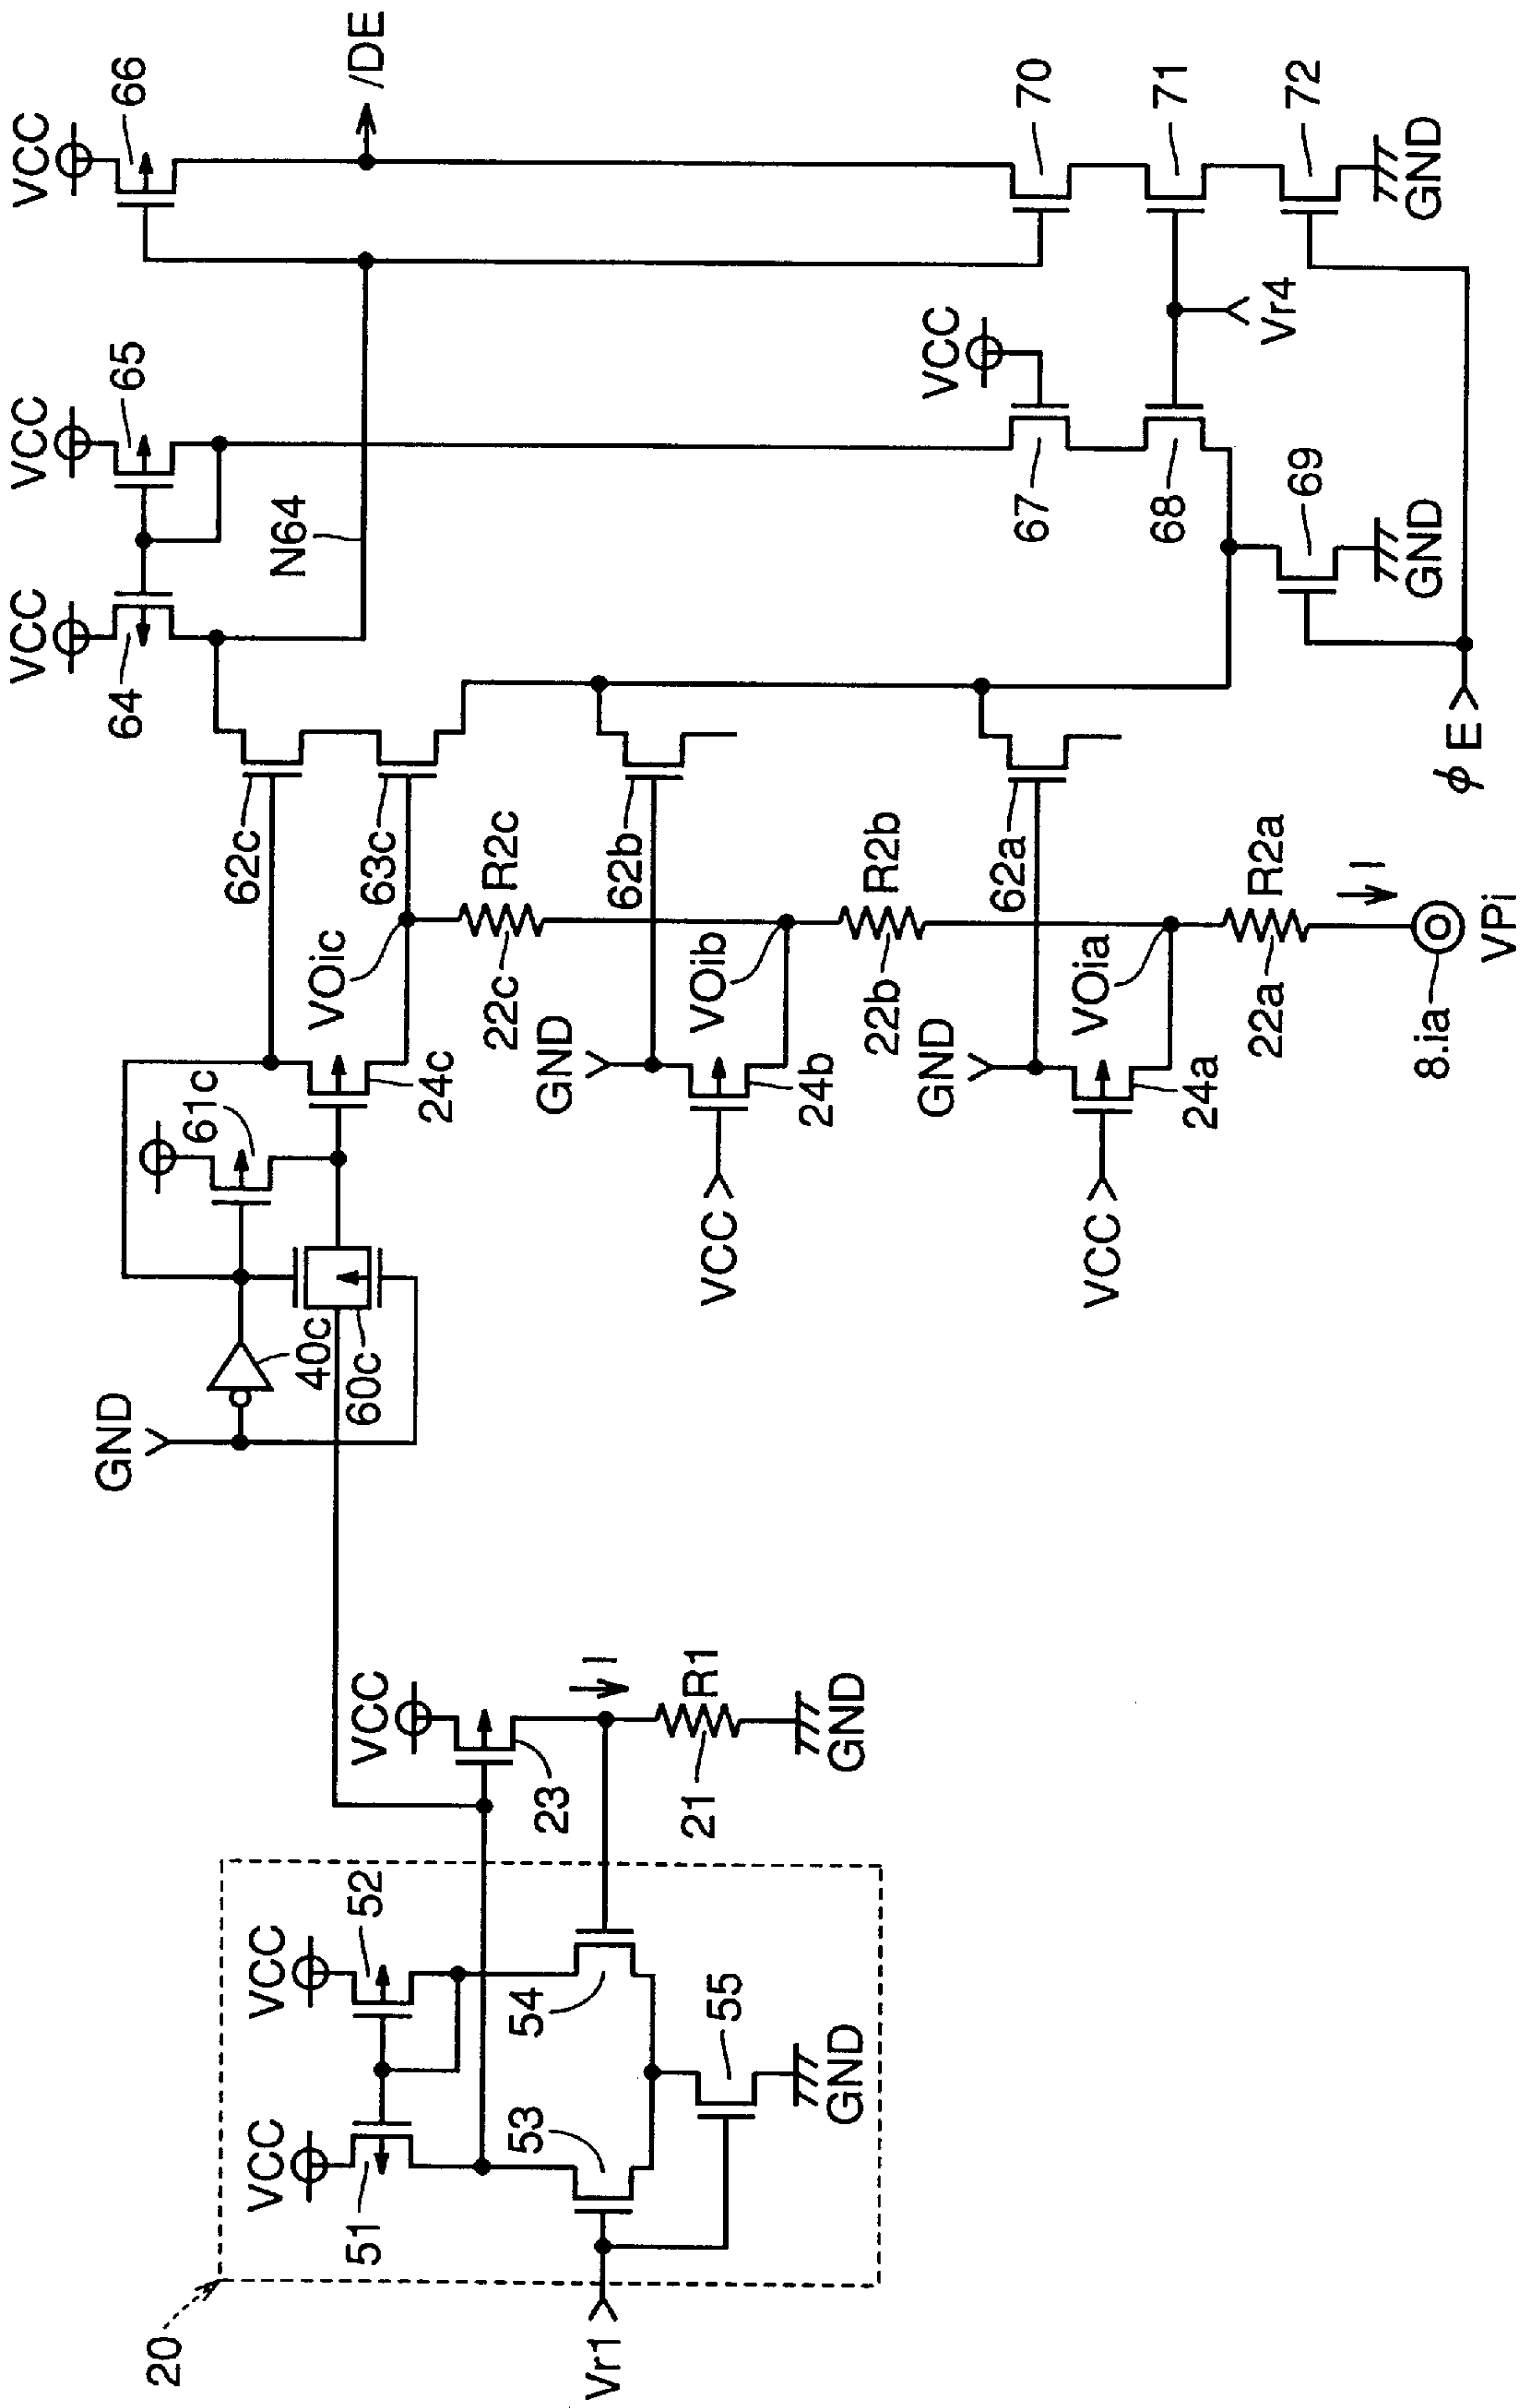 VCC
VCC
VCC
66
65
64
/DE
N64
62c
63c
VOic
R2c
22c
61c
24c
40c
60c
GND
VCC
67
68
70
71
72
69
Vr4
GND
GND
62b
VOib
R2b
22b
GND
24b
VCC
62a
VOia
R2a
22a
GND
24a
VCC
φE
I
VPi
8.ia
VCC
I
23
R1
21
GND
20
VCC
VCC
52
51
54
53
55
GND
Vr1